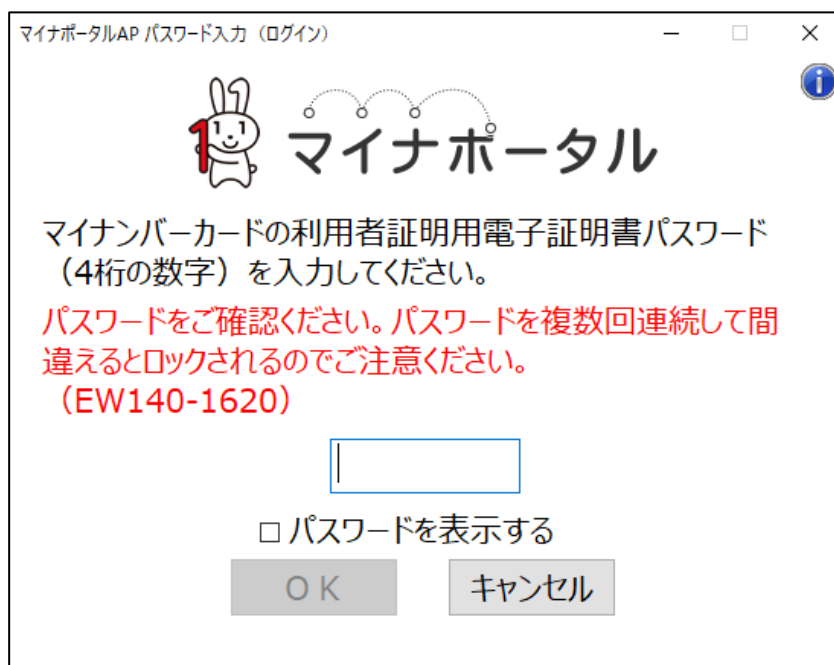 マイナポータルAP パスワード入力（ログイン）
マイナポータル
マイナンバーカードの利用者証明用電子証明書パスワード
（4桁の数字）を入力してください。
パスワードをご確認ください。パスワードを複数回連続して間
違えるとロックされるのでご注意ください。
（EW140-1620）
パスワードを表示する
ＯＫ
キャンセル